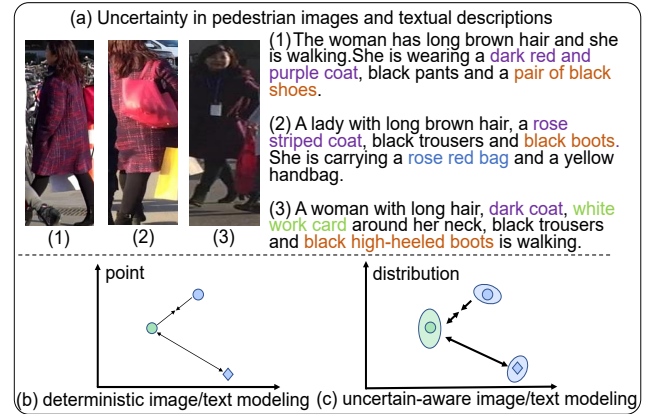 (a) Uncertainty in pedestrian images and textual descriptions
(1) The woman has long brown hair and she
is walking.She is wearing a dark red and
purple coat, black pants and a pair of black
shoes.
(2) A lady with long brown hair, a rose
striped coat, black trousers and black boots.
She is carrying a rose red bag and a yellow
handbag.
(3) A woman with long hair, dark coat, white
work card around her neck, black trousers
and black high-heeled boots is walking.
(1)
(2)
(3)
point
distribution
(b) deterministic image/text modeling
(c) uncertain-aware image/text modeling